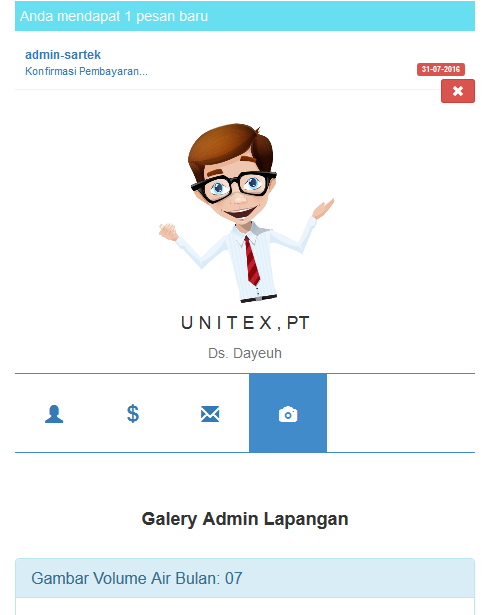 Anda mendapat 1 pesan baru
admin-sartek
Konfirmasi Pembayaran...
31-07-2016
U N I T E X , PT
Ds. Dayeuh
Galery Admin Lapangan
Gambar Volume Air Bulan: 07